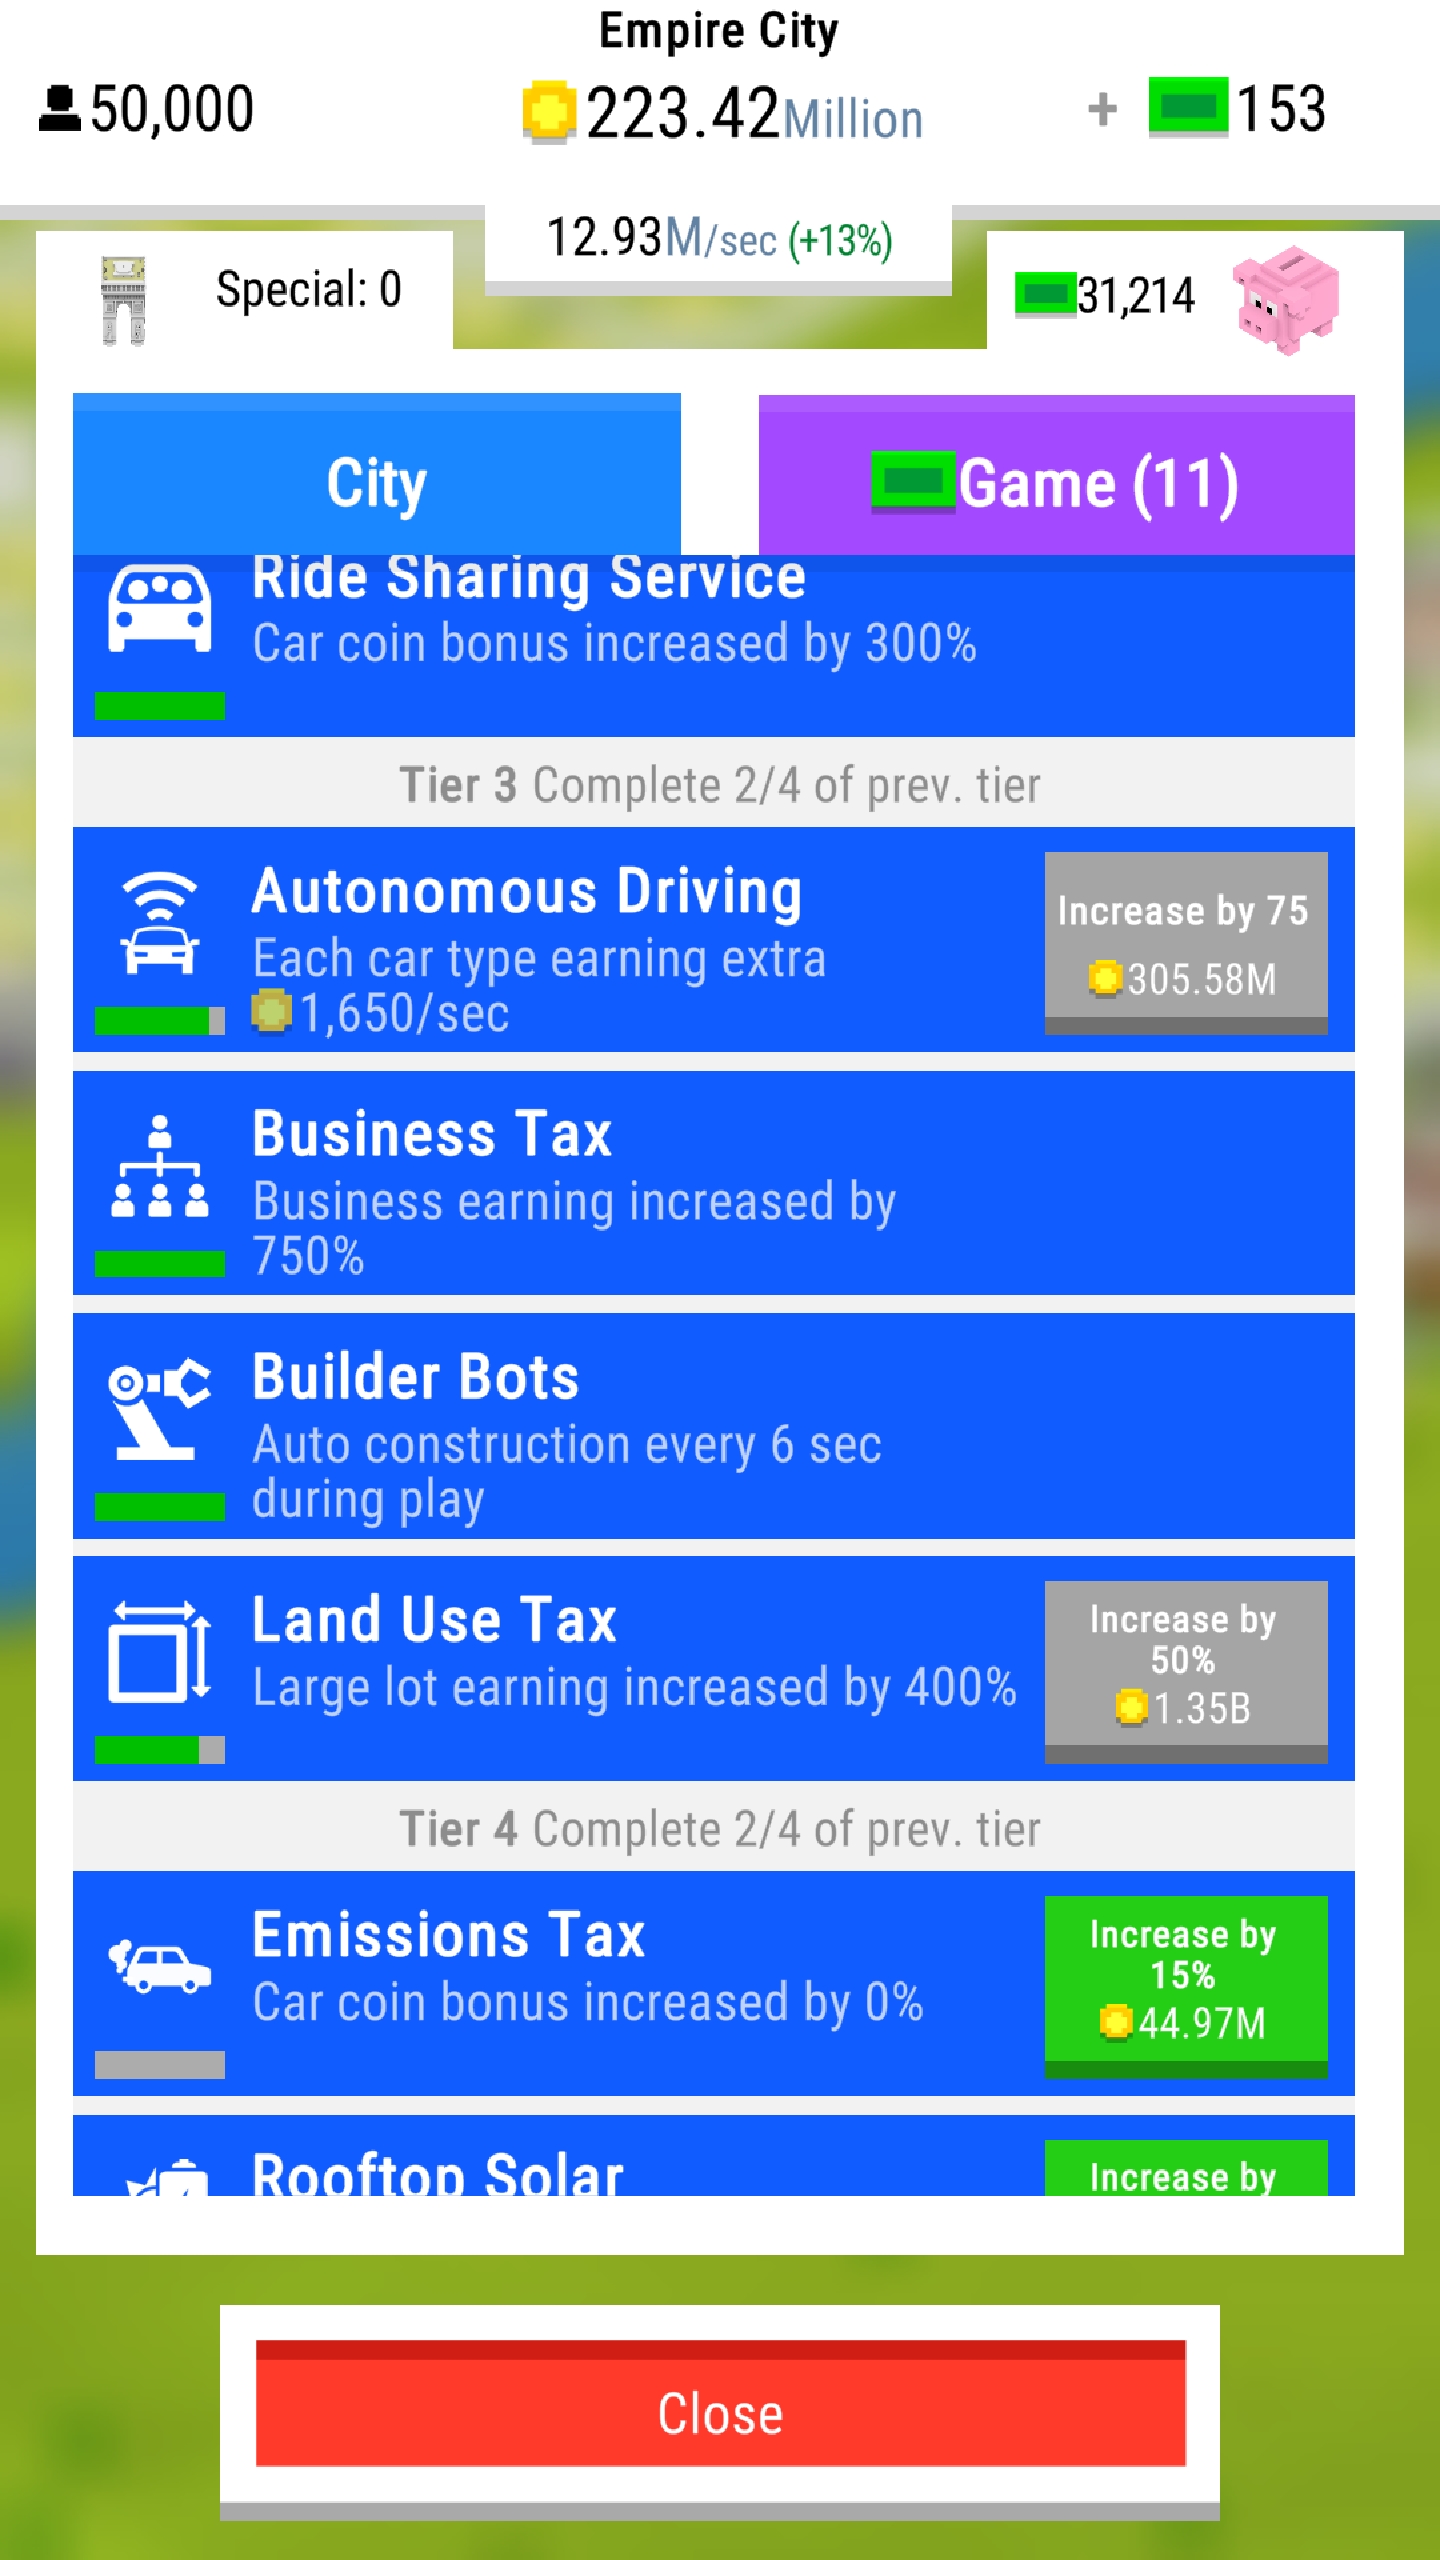 Empire City
50,000
223.42Million
+ 153
12.93M/sec (+13%)
Special: 0
31,214
City
Game (11)
Ride Sharing Service
Car coin bonus increased by 300%
Tier 3 Complete 2/4 of prev. tier
Autonomous Driving
Each car type earning extra
1,650/sec
Increase by 75
305.58M
Business Tax
Business earning increased by
750%
Builder Bots
Auto construction every 6 sec
during play
Land Use Tax
Large lot earning increased by 400%
Increase by
50%
1.35B
Tier 4 Complete 2/4 of prev. tier
Emissions Tax
Car coin bonus increased by 0%
Increase by
15%
44.97M
Rooftop Solar
Increase by
Close